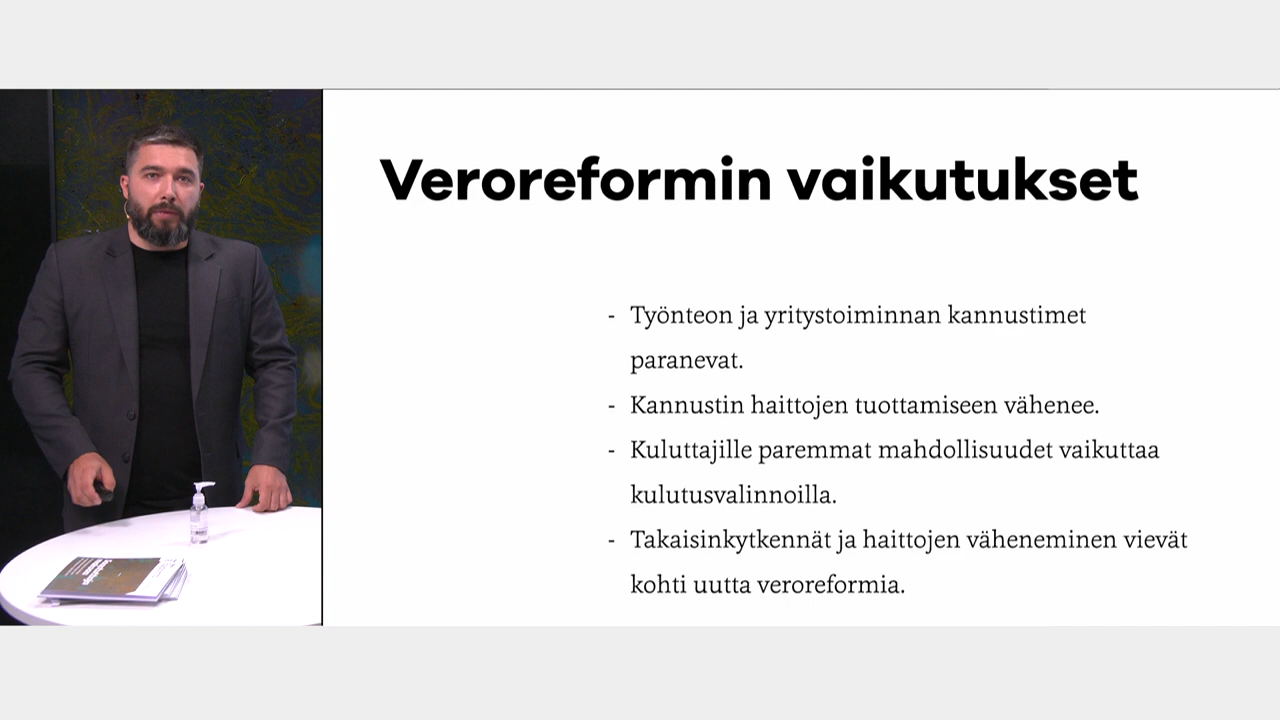 Veroreformin vaikutukset
- Työnteon ja yritystoiminnan kannustimet
paranevat.
- Kannustin haittojen tuottamiseen vähenee.
- Kuluttajille paremmat mahdollisuudet vaikuttaa
kulutusvalinnoilla.
- Takaisinkytkennät ja haittojen väheneminen vievät
kohti uutta veroreformia.